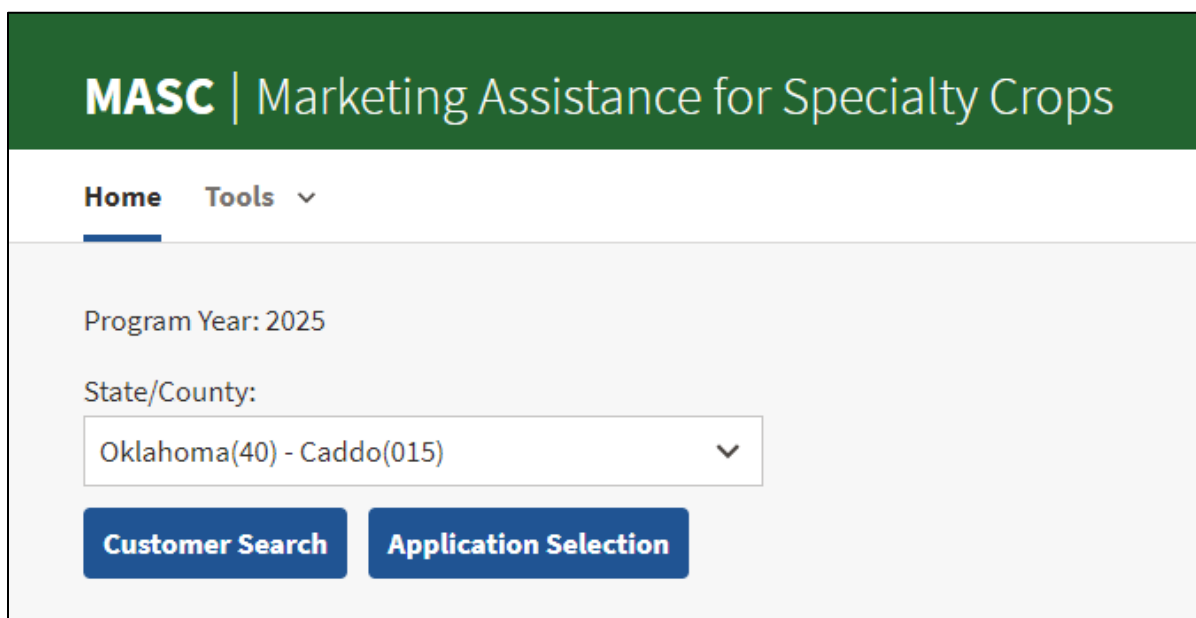 MASC | Marketing Assistance for Specialty Crops
Home Tools
Program Year: 2025
State/County:
Oklahoma(40) - Caddo(015)
Customer Search Application Selection